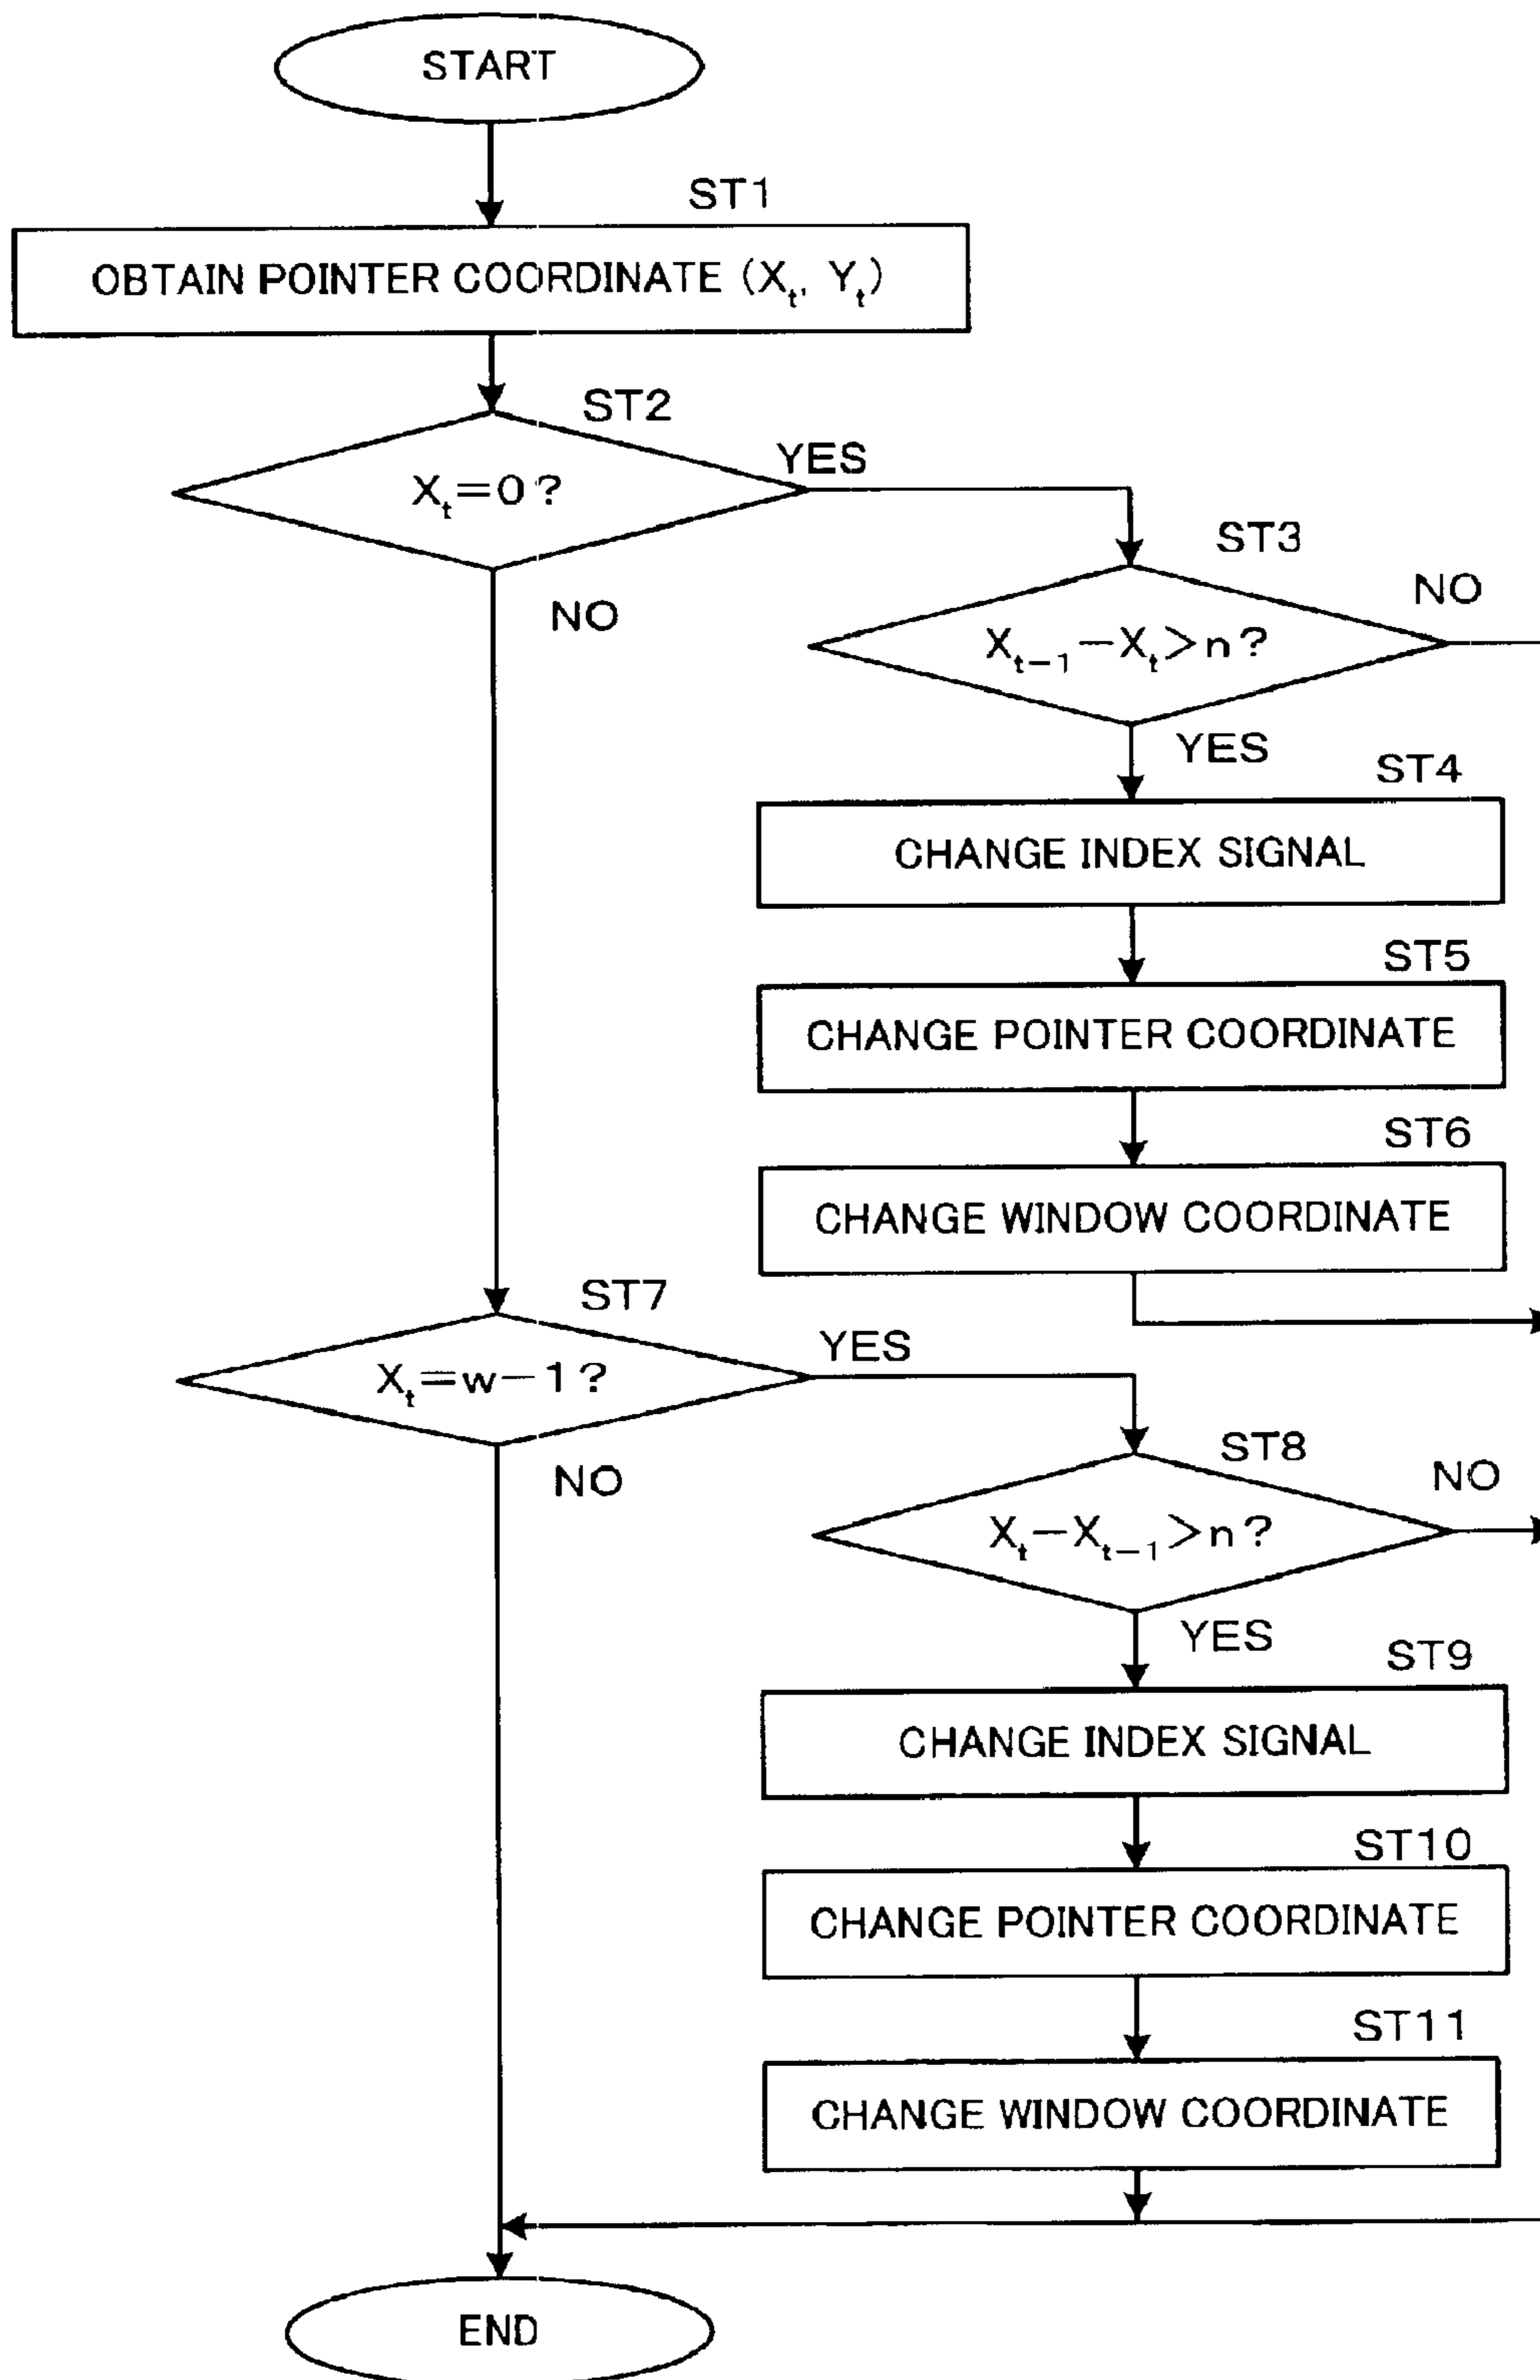 START
ST1
OBTAIN POINTER COORDINATE (Xt, Yt)
ST2
Xt=0?
YES
NO
ST3
Xt-1-Xt>n?
NO
YES
ST4
CHANGE INDEX SIGNAL
ST5
CHANGE POINTER COORDINATE
ST6
CHANGE WINDOW COORDINATE
ST7
Xt=w-1?
YES
NO
ST8
Xt-Xt-1>n?
NO
YES
ST9
CHANGE INDEX SIGNAL
ST10
CHANGE POINTER COORDINATE
ST11
CHANGE WINDOW COORDINATE
END